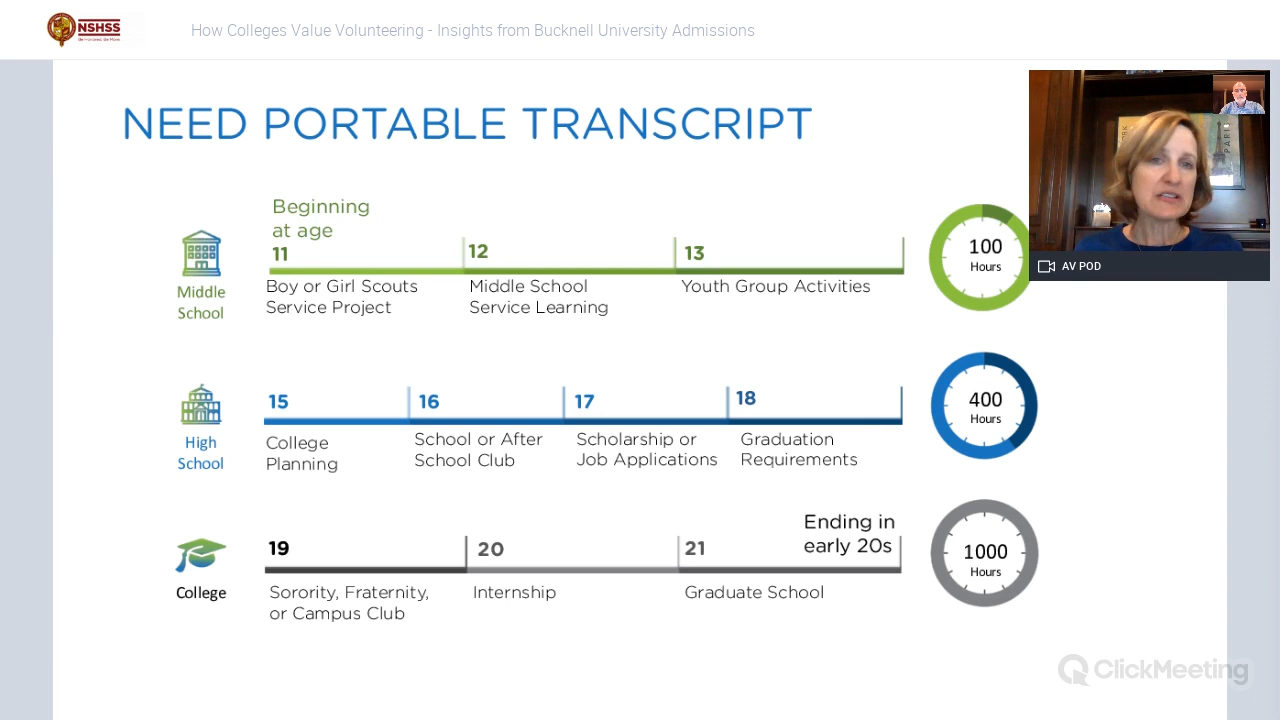 NSHSS
How Colleges Value Volunteering - Insights from Bucknell University Admissions
NEED PORTABLE TRANSCRIPT
PARIS
AV POD
Beginning
at age
11
12
13
Middle
School
Boy or Girl Scouts
Service Project
Middle School
Service Learning
Youth Group Activities
100
Hours
15
16
17
18
High
School
College
Planning
School or After
School Club
Scholarship or
Job Applications
Graduation
Requirements
400
Hours
19
20
21
Ending in
early 20s
College
Sorority, Fraternity,
or Campus Club
Internship
Graduate School
1000
Hours
ClickMeeting